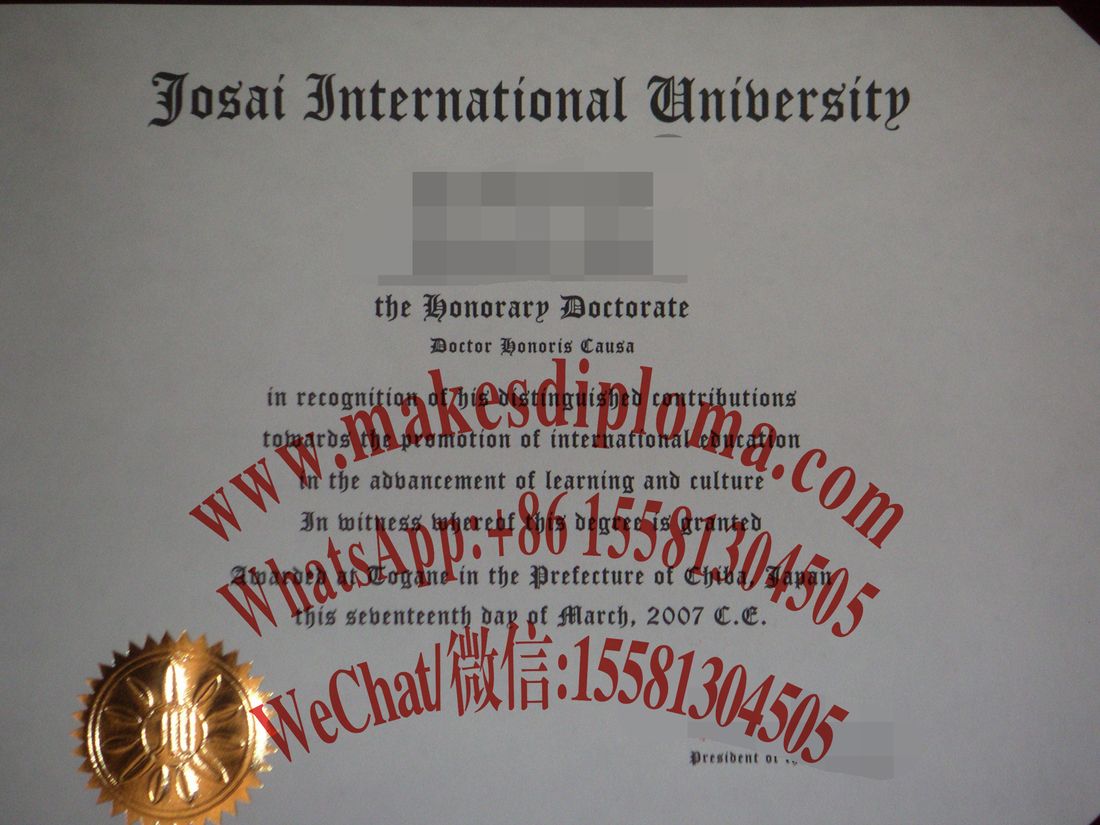 Josai International University
the Honorary Doctorate
Doctor Honoris Causa
in recognition of his distinguished contributions
towards the promotion of international education
in the advancement of learning and culture
In witness whereof this degree is granted
Awarded at Togane in the Prefecture of Chiba, Japan
this seventeenth day of March, 2007 C.E.
President of
www.makesdiploma.com
WhatsApp:+86 15581304505
WeChat/微信:15581304505